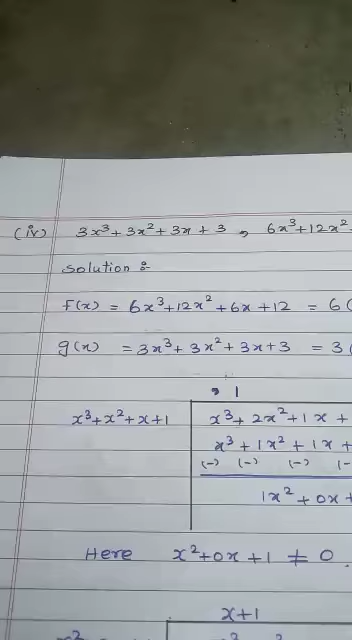 (iv) 3x³ + 3x² + 3x + 3 , 6x³ + 12x²
Solution :-
f(x) = 6x³ + 12x² + 6x + 12 = 6(
g(x) = 3x³ + 3x² + 3x + 3 = 3(
1
x³ + x² + x + 1 x³ + 2x² + 1x +
x³ + 1x² + 1x +
(-) (-) (-) (-
1x² + 0x +
Here x² + 0x + 1 ≠ 0.
x + 1